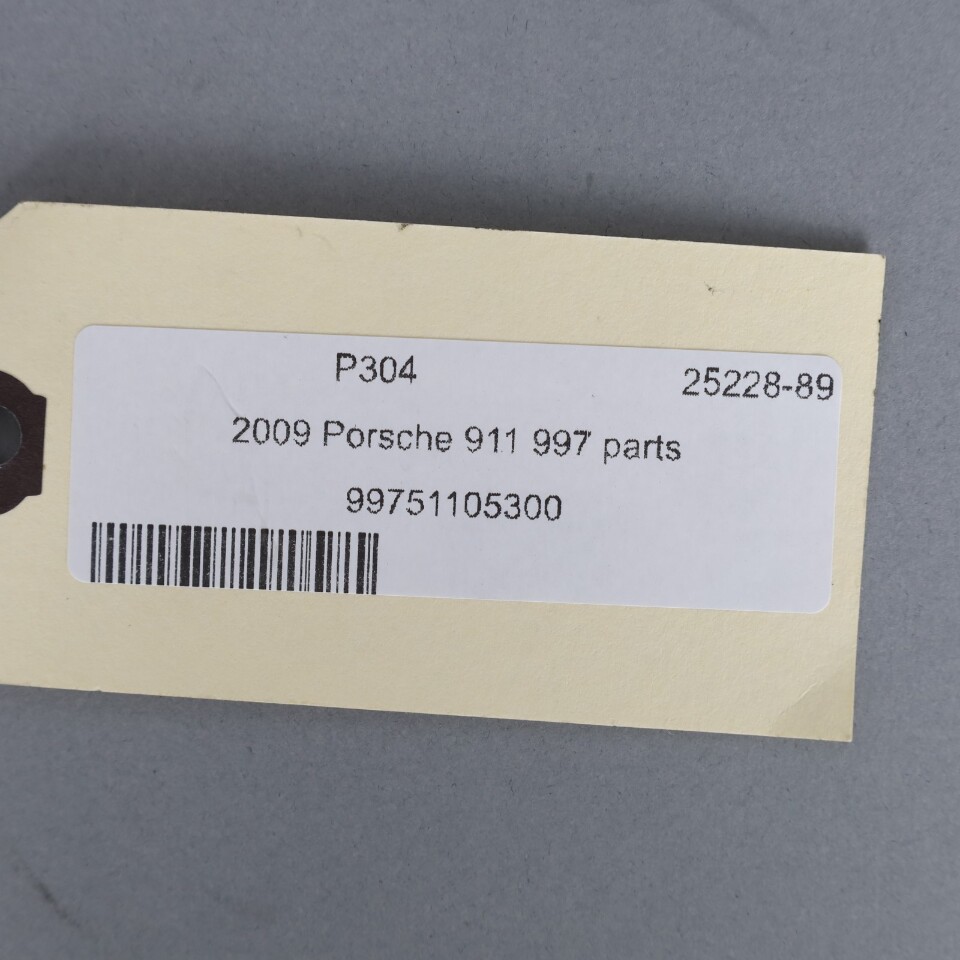 P304 25228-89
2009 Porsche 911 997 parts
99751105300